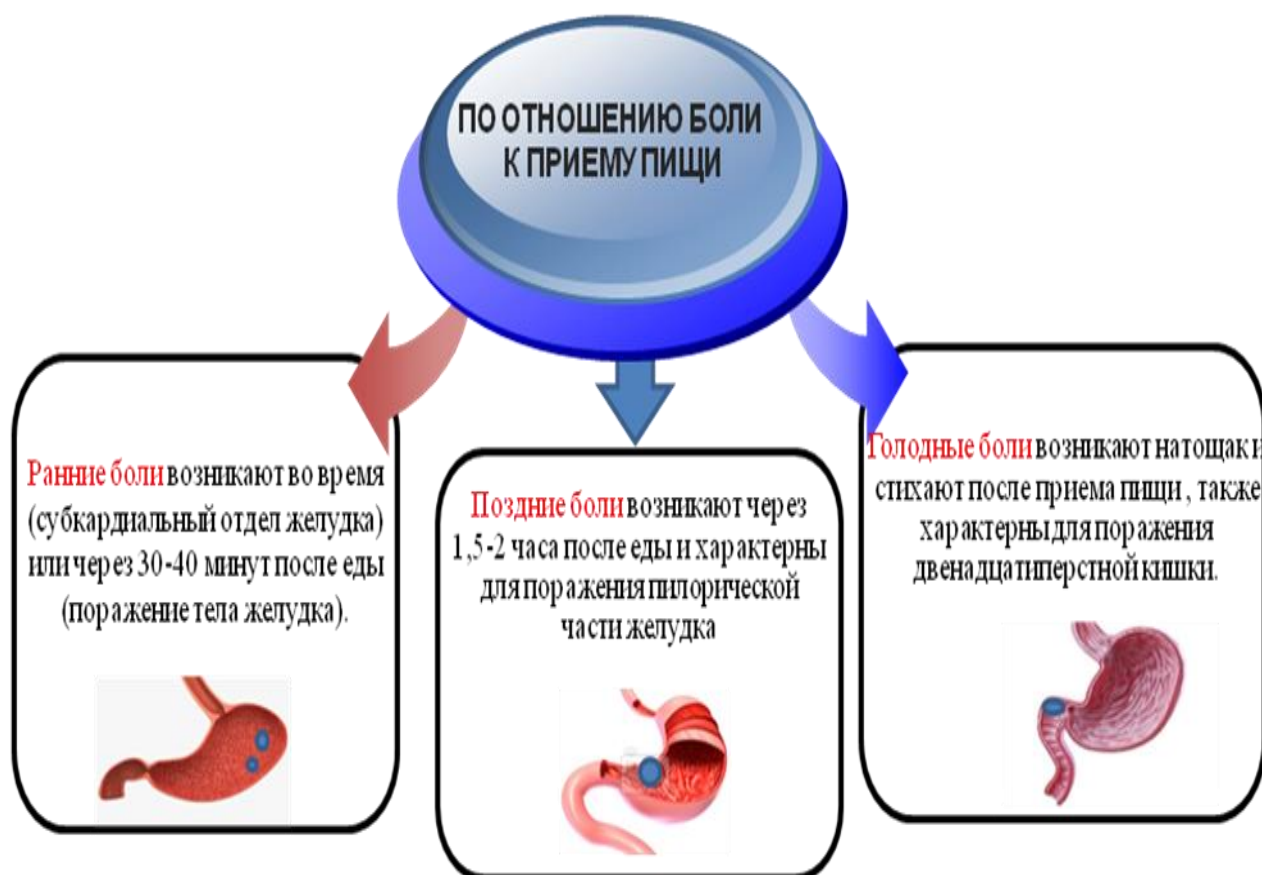 ПО ОТНОШЕНИЮ БОЛИ
К ПРИЕМУ ПИЩИ
Ранние боли возникают во время
(субкардиальный отдел желудка)
или через 30-40 минут после еды
(поражение тела желудка).
Поздние боли возникают через
1,5-2 часа после еды и характерны
для поражения пилорической
части желудка
Голодные боли возникают натощак и
стихают после приема пищи , также
характерны для поражения
двенадцатиперстной кишки.